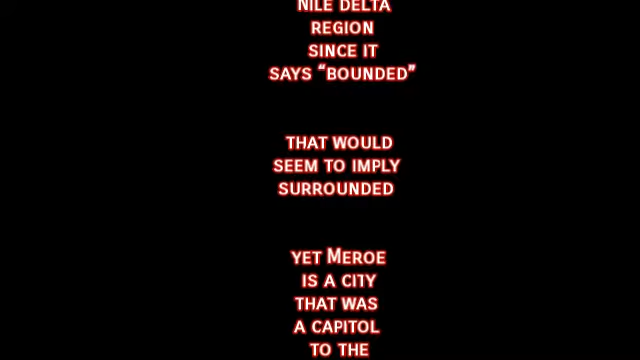 NILE DELTA
REGION
SINCE IT
SAYS “BOUNDED”
THAT WOULD
SEEM TO IMPLY
SURROUNDED
YET MEROE
IS A CITY
THAT WAS
A CAPITOL
TO THE